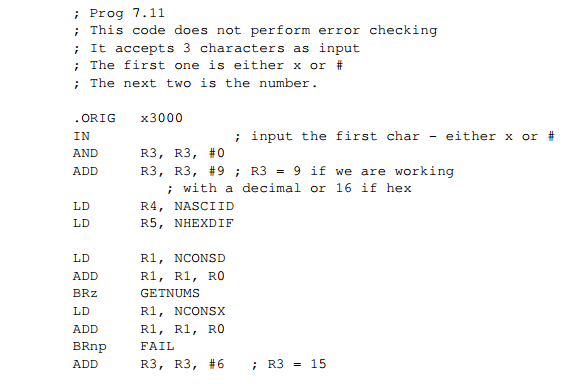 ; Prog 7.11
; This code does not perform error checking
; It accepts 3 characters as input
; The first one is either x or #
; The next two is the number.
.ORIG x3000
IN ; input the first char - either x or #
AND R3, R3, #0
ADD R3, R3, #9 ; R3 = 9 if we are working
; with a decimal or 16 if hex
LD R4, NASCIID
LD R5, NHEXDIF
LD R1, NCONSD
ADD R1, R1, R0
BRz GETNUMS
LD R1, NCONSX
ADD R1, R1, R0
BRnp FAIL
ADD R3, R3, #6 ; R3 = 15